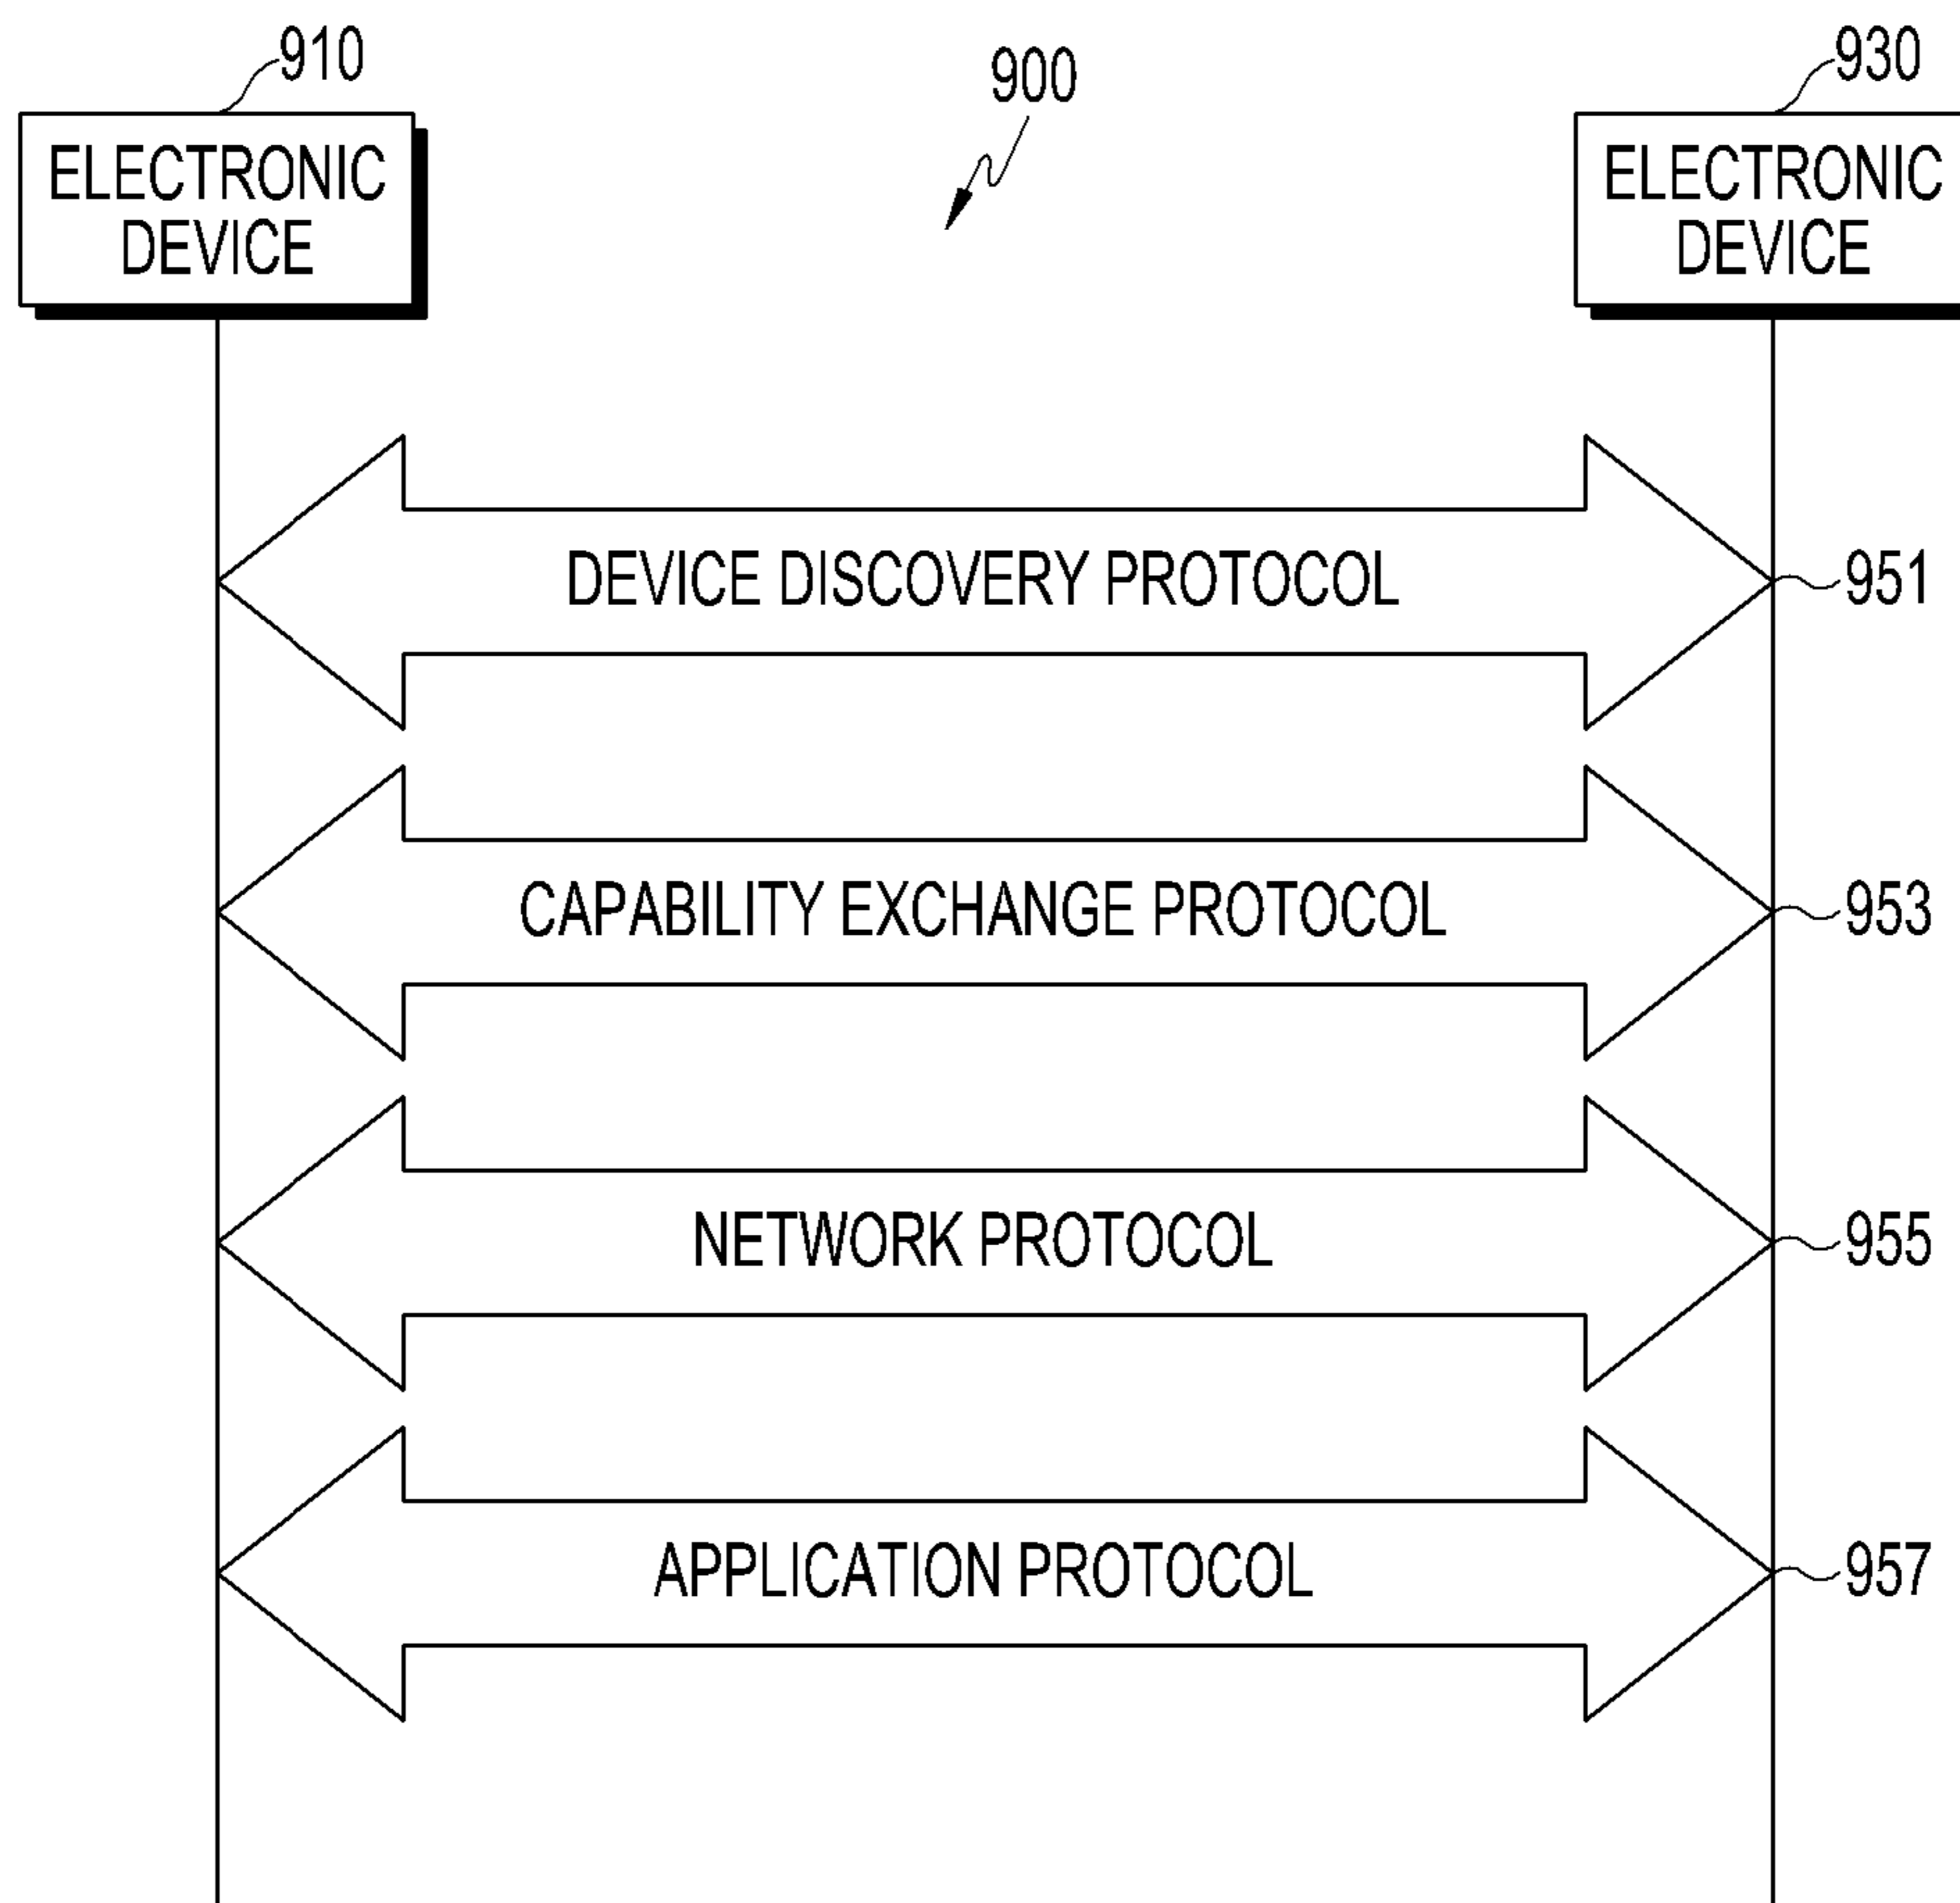 910
900
930
ELECTRONIC
DEVICE
ELECTRONIC
DEVICE
DEVICE DISCOVERY PROTOCOL
951
CAPABILITY EXCHANGE PROTOCOL
953
NETWORK PROTOCOL
955
APPLICATION PROTOCOL
957